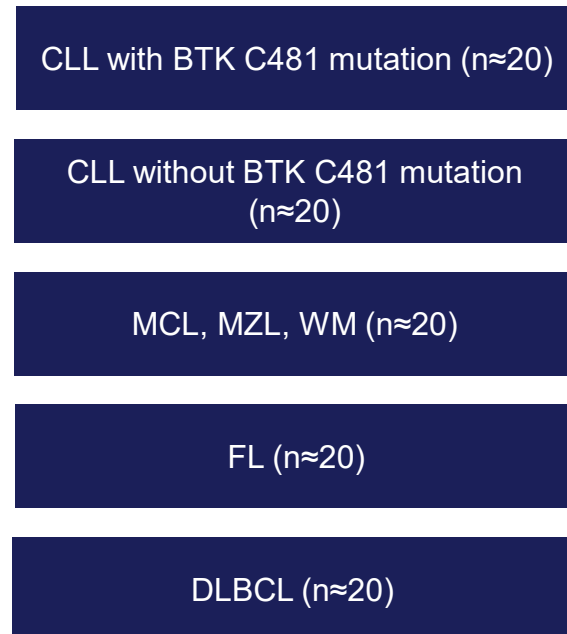 CLL with BTK C481 mutation (n≈20)
CLL without BTK C481 mutation
(n≈20)
MCL, MZL, WM (n≈20)
FL (n≈20)
DLBCL (n≈20)